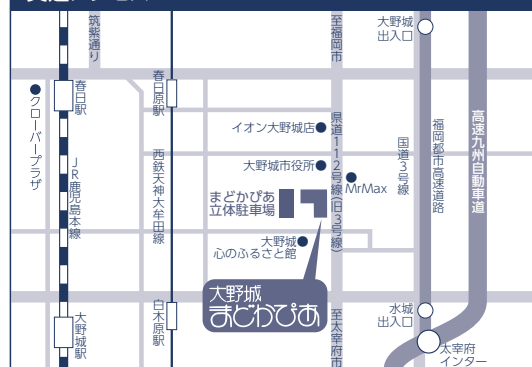 筑紫通り
至福岡市
大野城
出入口
春日駅
クローバープラザ
春日原駅
イオン大野城店
大野城市役所
県道112号線(旧3号線)
MrMax
国道3号線
福岡都市高速道路
高速九州自動車道
JR鹿児島本線
西鉄天神大牟田線
まどかぴあ
立体駐車場
大野城
心のふるさと館
大野城
まどかぴあ
大野城駅
白木原駅
至太宰府市
水城
出入口
太宰府
インター